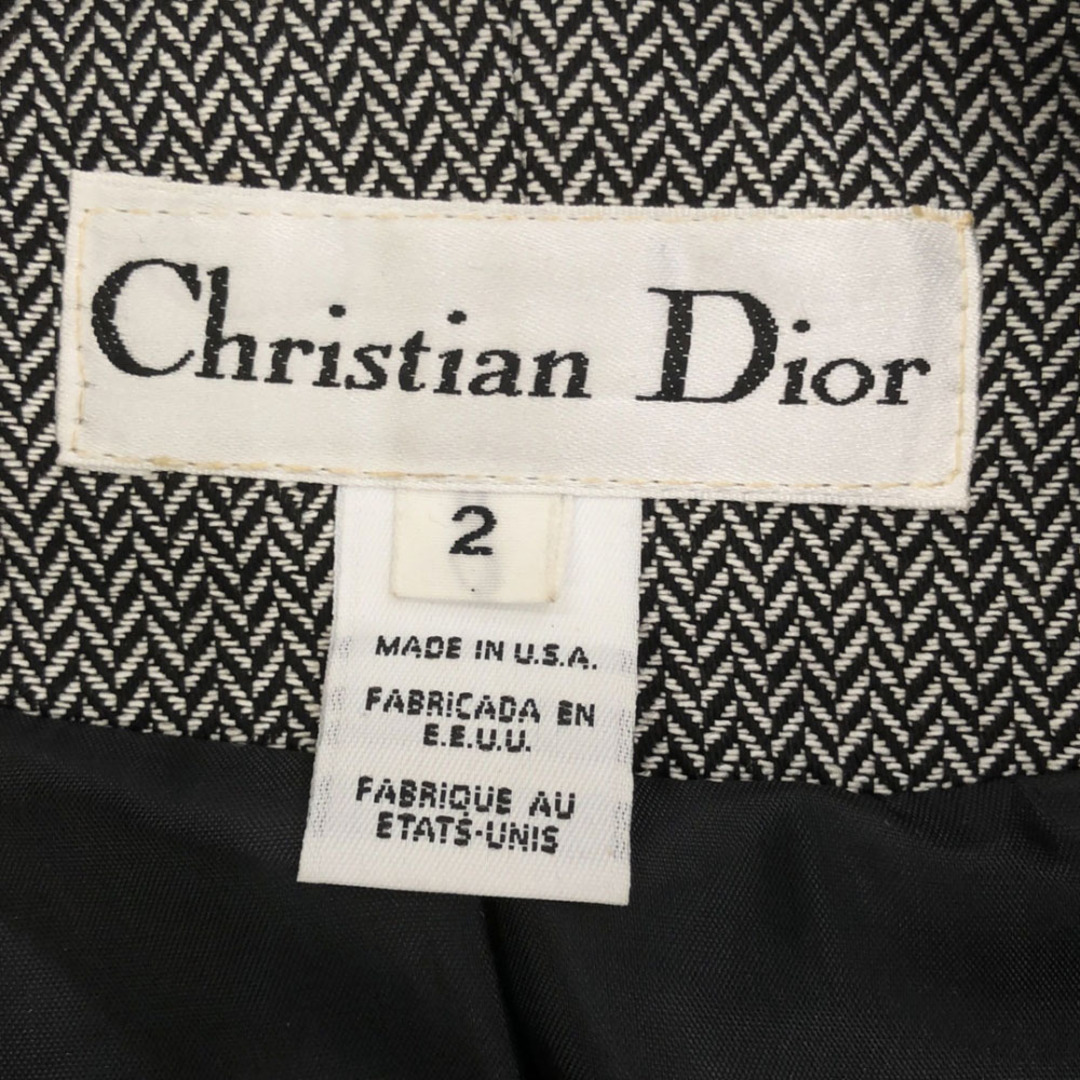 Christian Dior
2
MADE IN U.S.A.
FABRICADA EN
E.E.U.U.
FABRIQUE AU
ETATS-UNIS